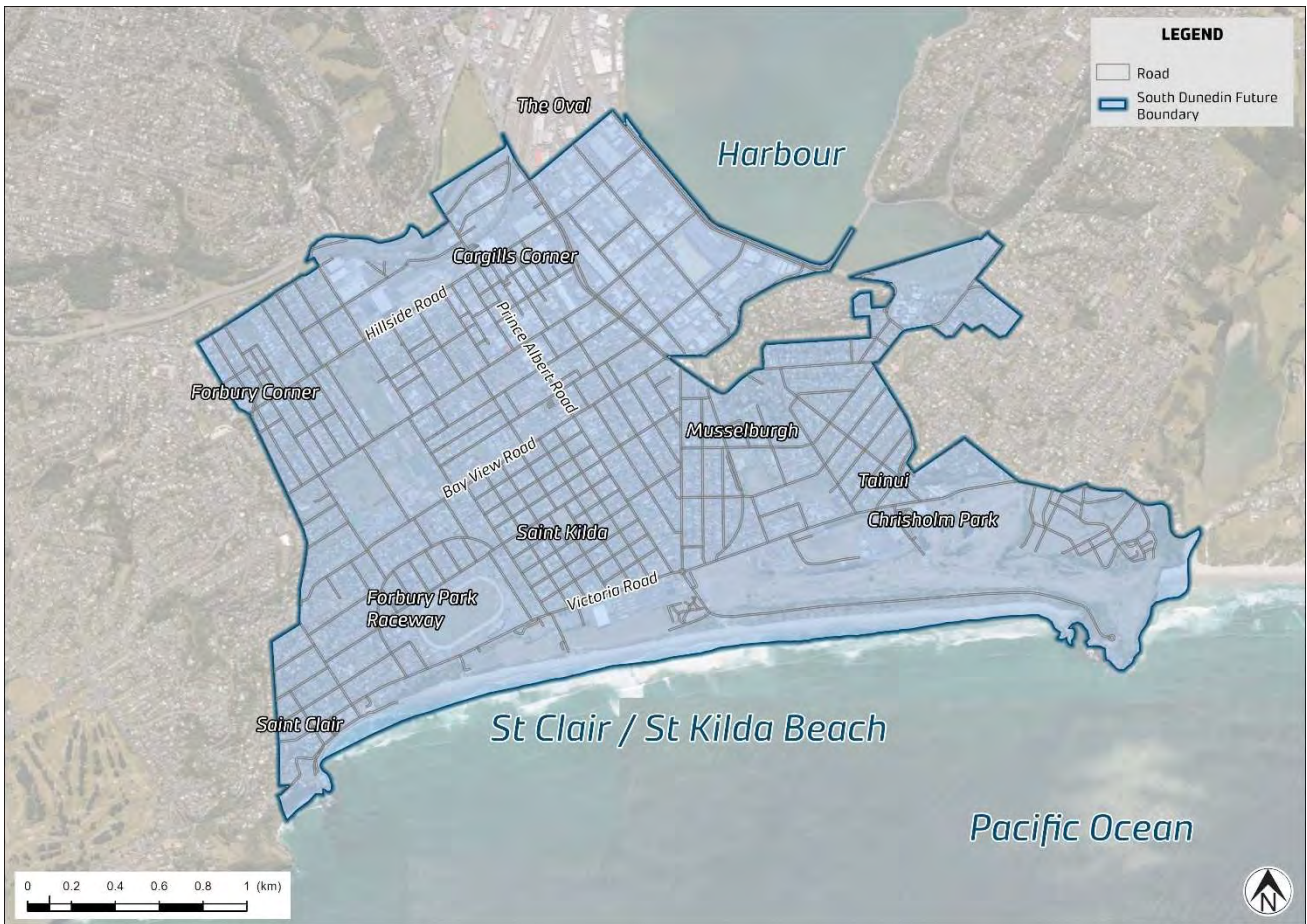 LEGEND
Road
South Dunedin Future
Boundary
The Oval
Harbour
Cargills Corner
Hillside Road
Prince Albert Road
Forbury Corner
Musselburgh
Bay View Road
Tainui
Chrisholm Park
Saint Kilda
Victoria Road
Forbury Park
Raceway
Saint Clair
St Clair / St Kilda Beach
Pacific Ocean
0 0.2 0.4 0.6 0.8 1 (km)
N